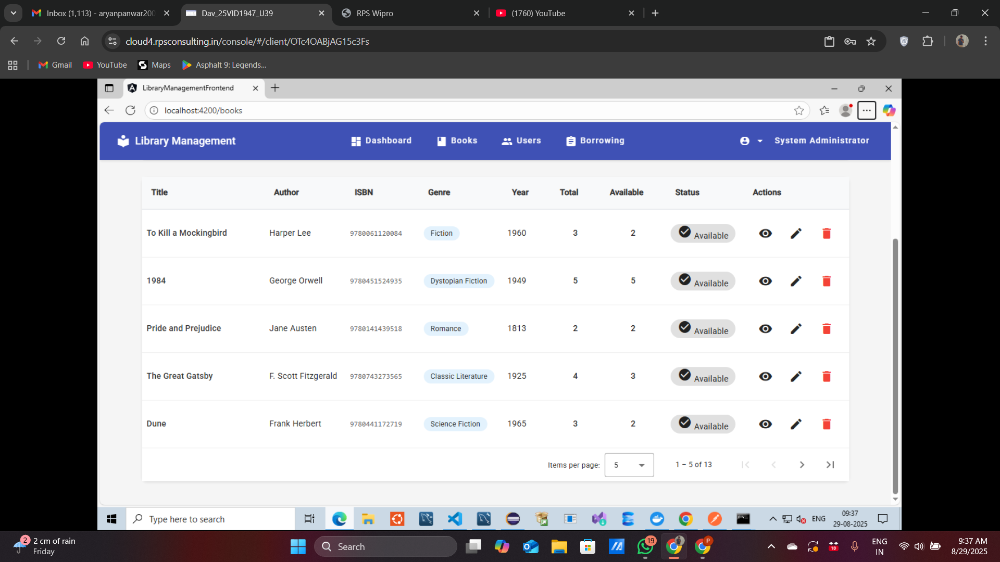 Inbox (1,113) - aryanpanwar200
Dav_25VID1947_U39
RPS Wipro
(1760) YouTube
cloud4.rpsconsulting.in/console/#/client/OTc4OABjAG15c3Fs
Gmail
YouTube
Maps
Asphalt 9: Legends...
LibraryManagementFrontend
localhost:4200/books
Library Management
Dashboard
Books
Users
Borrowing
System Administrator
Title Author ISBN Genre Year Total Available Status Actions
To Kill a Mockingbird Harper Lee 9780061120084 Fiction 1960 3 2 Available
1984 George Orwell 9780451524935 Dystopian Fiction 1949 5 5 Available
Pride and Prejudice Jane Austen 9780141439518 Romance 1813 2 2 Available
The Great Gatsby F. Scott Fitzgerald 9780743273565 Classic Literature 1925 4 3 Available
Dune Frank Herbert 9780441172719 Science Fiction 1965 3 2 Available
Items per page: 5 1 – 5 of 13
Type here to search
ENG
09:37
29-08-2025
2
2 cm of rain
Friday
Search
19
P
10
ENG
IN
9:37 AM
8/29/2025